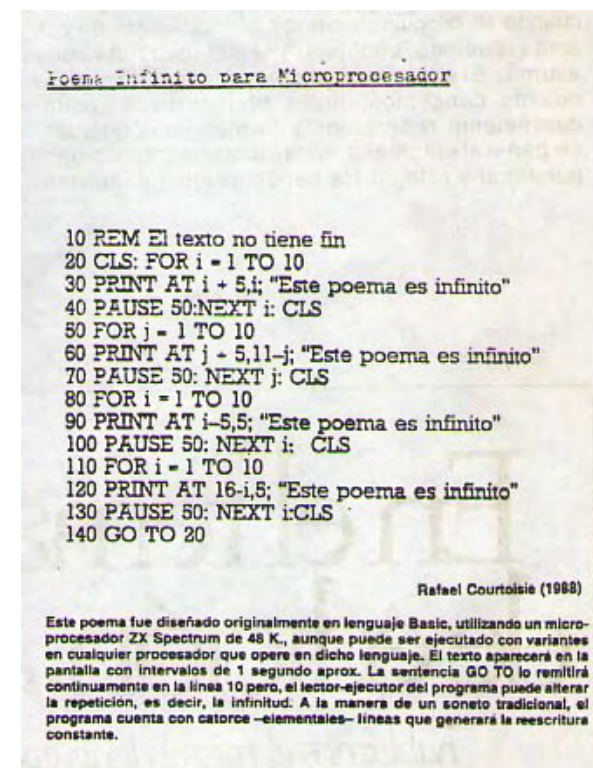 Poema Infinito para Microprocesador
10 REM El texto no tiene fin
20 CLS: FOR i = 1 TO 10
30 PRINT AT i + 5,i; "Este poema es infinito"
40 PAUSE 50:NEXT i: CLS
50 FOR j = 1 TO 10
60 PRINT AT j + 5,11-j; "Este poema es infinito"
70 PAUSE 50: NEXT j: CLS
80 FOR i = 1 TO 10
90 PRINT AT i-5,5; "Este poema es infinito"
100 PAUSE 50: NEXT i: CLS
110 FOR i = 1 TO 10
120 PRINT AT 16-i,5; "Este poema es infinito"
130 PAUSE 50: NEXT i:CLS
140 GO TO 20
Rafael Courtoisie (1988)
Este poema fue diseñado originalmente en lenguaje Basic, utilizando un micro-
procesador ZX Spectrum de 48 K., aunque puede ser ejecutado con variantes
en cualquier procesador que opere en dicho lenguaje. El texto aparecerá en la
pantalla con intervalos de 1 segundo aprox. La sentencia GO TO lo remitirá
continuamente en la línea 10 pero, el lector-ejecutor del programa puede alterar
la repetición, es decir, la infinitud. A la manera de un soneto tradicional, el
programa cuenta con catorce –elementales– líneas que generará la reescritura
constante.